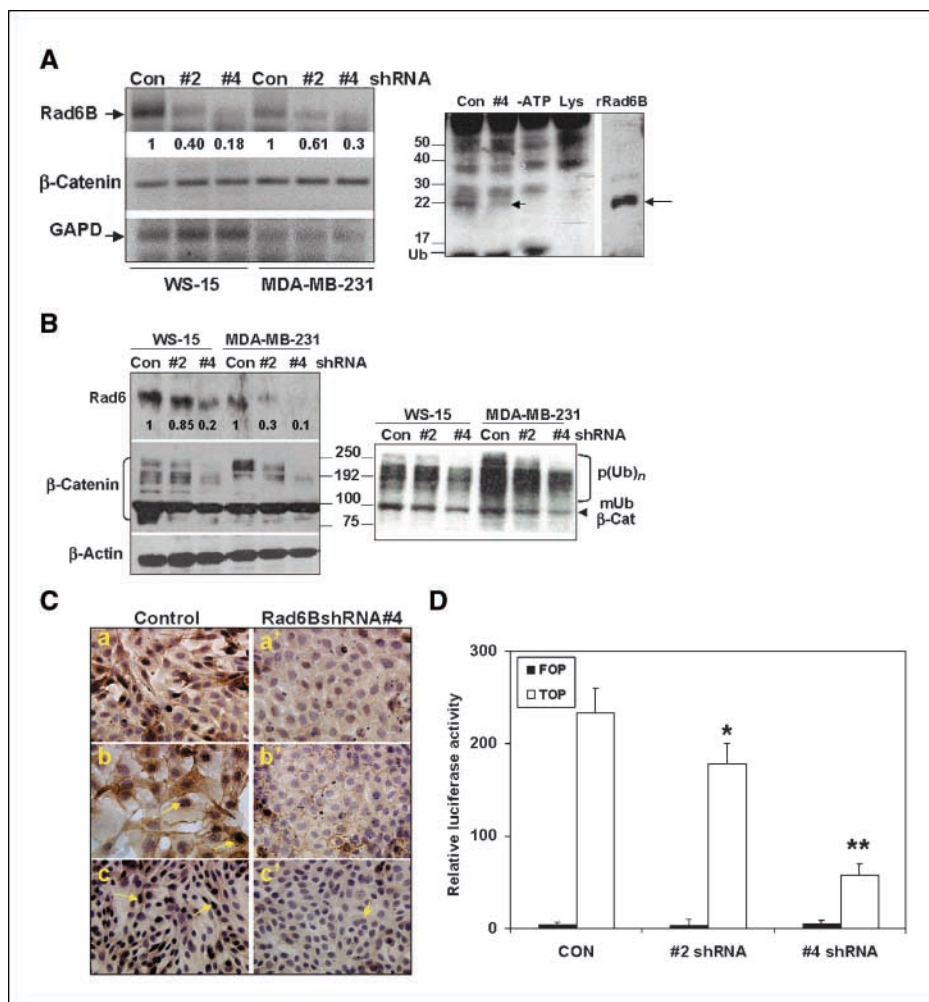 A
Con #2 #4 Con #2 #4 shRNA
Rad6B
1 0.40 0.18 1 0.61 0.3
β-Catenin
GAPD
WS-15 MDA-MB-231
Con #4 -ATP Lys rRad6B
50
40
30
22
17
Ub
B
WS-15 MDA-MB-231
Con #2 #4 Con #2 #4 shRNA
Rad6
1 0.85 0.2 1 0.3 0.1
β-Catenin
β-Actin
250
192
100
75
WS-15 MDA-MB-231
Con #2 #4 Con #2 #4 shRNA
p(Ub)n
mUb
β-Cat
C
Control Rad6BshRNA#4
a a'
b b'
c c'
D
300
200
100
0
Relative luciferase activity
FOP
TOP
*
**
CON #2 shRNA #4 shRNA